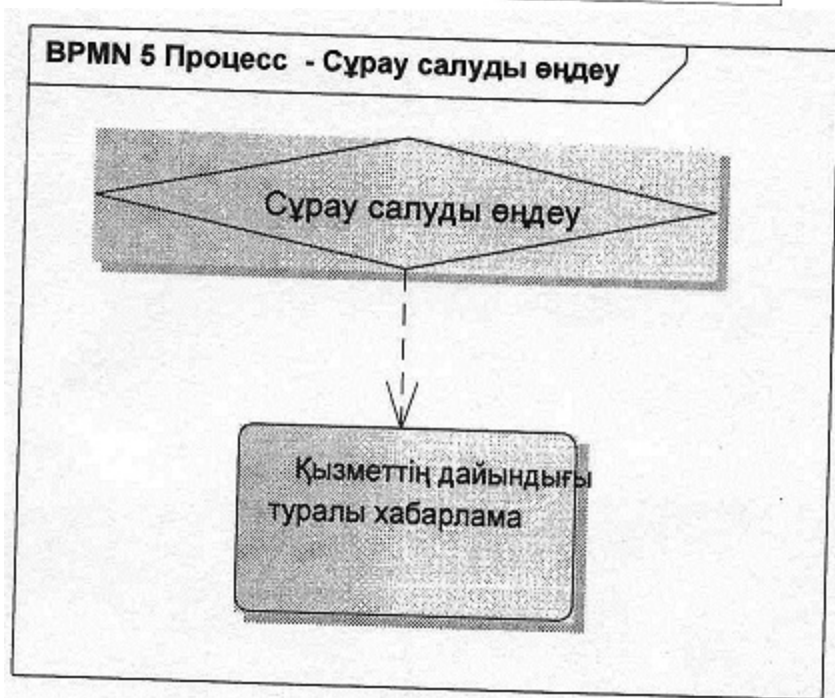 BPMN 5 Процесс - Сұрау салуды өңдеу
Сұрау салуды өңдеу
Қызметтің дайындығы
туралы хабарлама